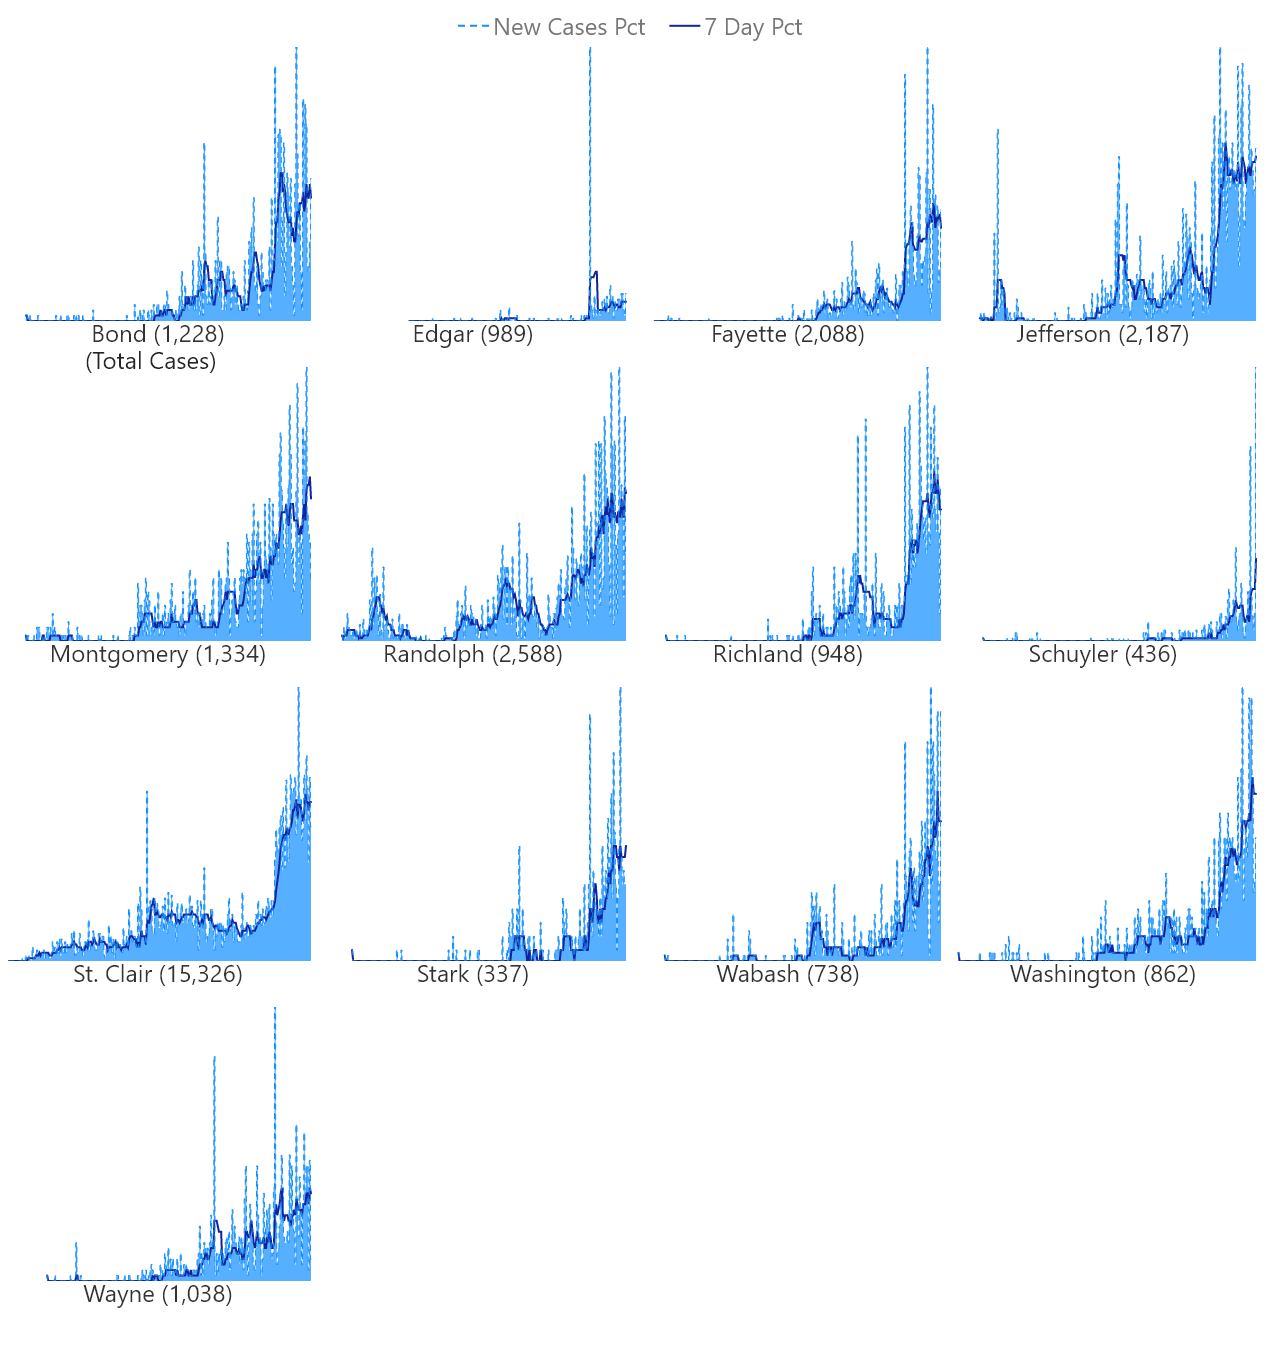 New Cases Pct 7 Day Pct
Bond (1,228) Edgar (989) Fayette (2,088) Jefferson (2,187)
(Total Cases)
Montgomery (1,334) Randolph (2,588) Richland (948) Schuyler (436)
St. Clair (15,326) Stark (337) Wabash (738) Washington (862)
Wayne (1,038)